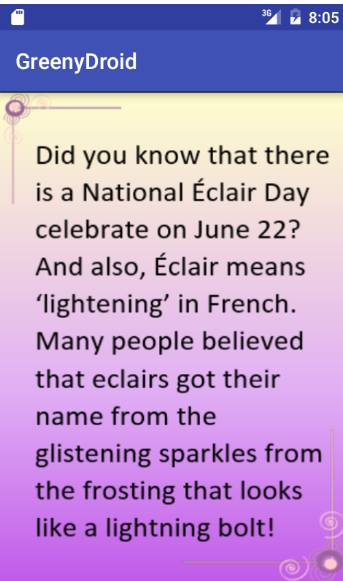 3G 8:05
GreenyDroid
Did you know that there
is a National Éclair Day
celebrate on June 22?
And also, Éclair means
‘lightening’ in French.
Many people believed
that eclairs got their
name from the
glistening sparkles from
the frosting that looks
like a lightning bolt!